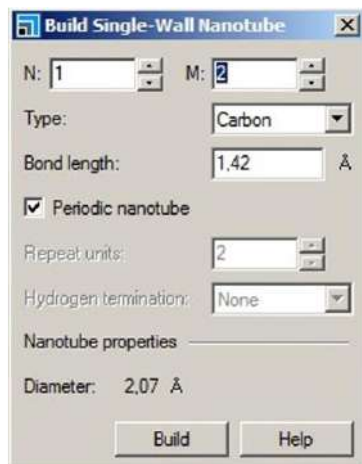 Build Single-Wall Nanotube
N: 1 M: 2
Type: Carbon
Bond length: 1,42 Å
Periodic nanotube
Repeat units: 2
Hydrogen termination: None
Nanotube properties
Diameter: 2,07 Å
Build Help